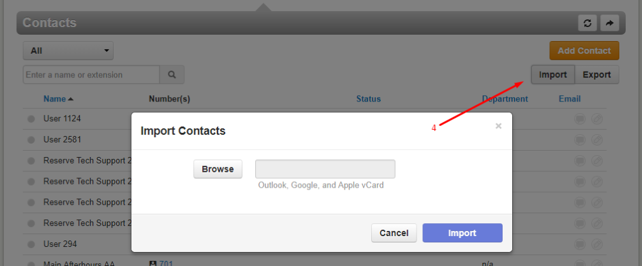 Contacts
All
Add Contact
Enter a name or extension
Import Export
4
Name Number(s) Status Department Email
User 1124
User 2581
Reserve Tech Support 2
Reserve Tech Support 2
Reserve Tech Support 2
Reserve Tech Support 2
User 294
Main Afterhours AA 701 n/a
Import Contacts ×
Browse
Outlook, Google, and Apple vCard
Cancel Import